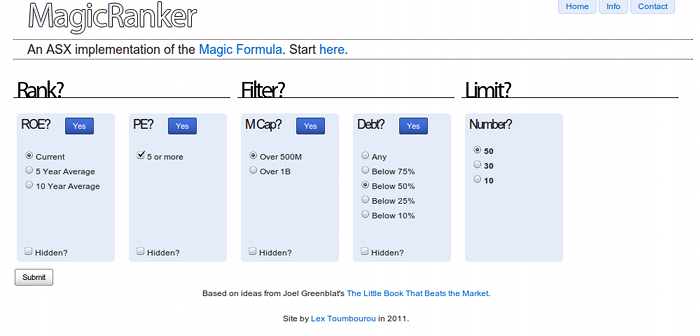 MagicRanker
Home Info Contact
An ASX implementation of the Magic Formula. Start here.
Rank? Filter? Limit?
ROE? Yes PE? Yes M Cap? Yes Debt? Yes Number?
Current 5 or more Over 500M Any 50
5 Year Average Over 1B Below 75% 30
10 Year Average Below 50% 10
Below 25%
Below 10%
Hidden? Hidden? Hidden? Hidden?
Submit
Based on ideas from Joel Greenblat's The Little Book That Beats the Market.
Site by Lex Toumbourou in 2011.